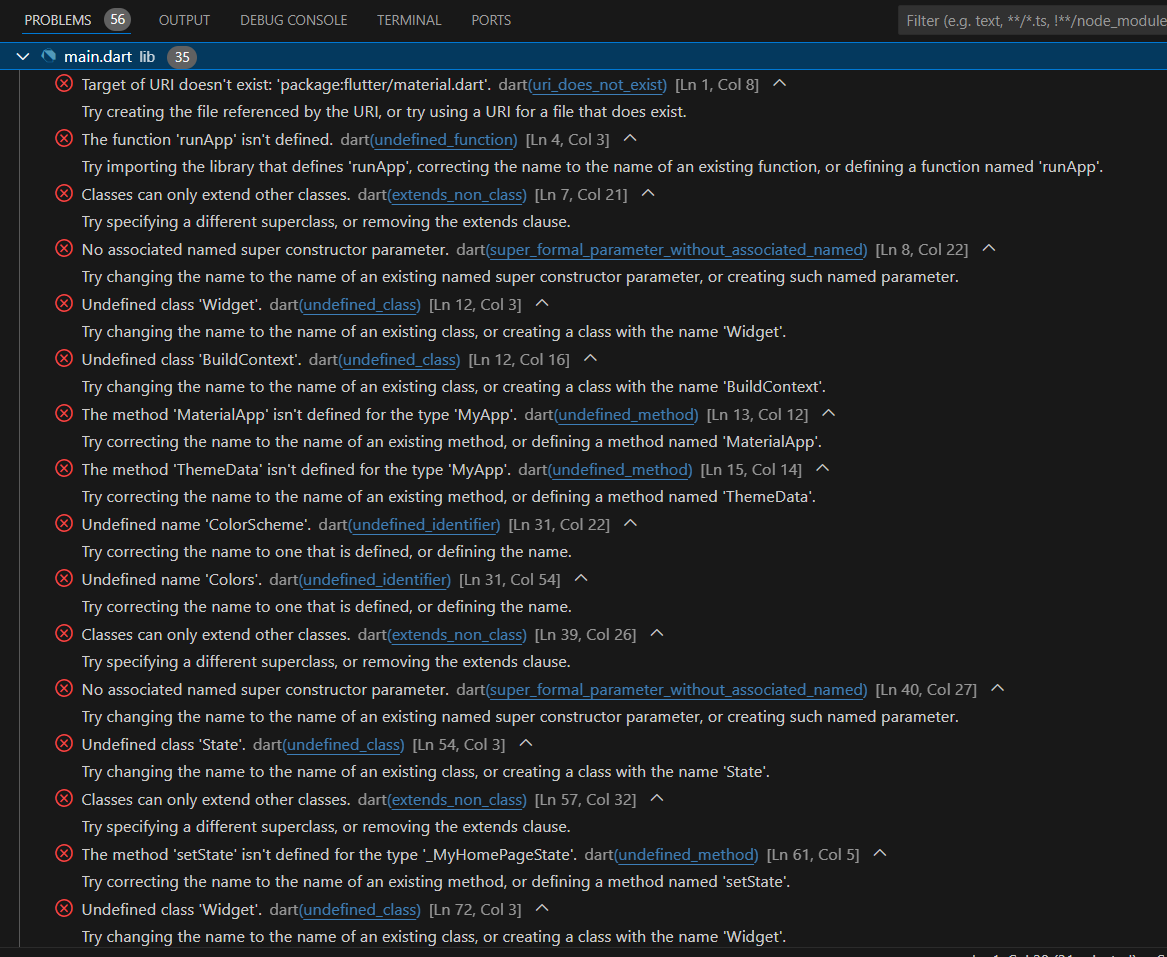 PROBLEMS 56 OUTPUT DEBUG CONSOLE TERMINAL PORTS Filter (e.g. text, **/*.ts, !**/node_module
main.dart lib 35
Target of URI doesn't exist: 'package:flutter/material.dart'. dart(uri_does_not_exist) [Ln 1, Col 8]
Try creating the file referenced by the URI, or try using a URI for a file that does exist.
The function 'runApp' isn't defined. dart(undefined_function) [Ln 4, Col 3]
Try importing the library that defines 'runApp', correcting the name to the name of an existing function, or defining a function named 'runApp'.
Classes can only extend other classes. dart(extends_non_class) [Ln 7, Col 21]
Try specifying a different superclass, or removing the extends clause.
No associated named super constructor parameter. dart(super_formal_parameter_without_associated_named) [Ln 8, Col 22]
Try changing the name to the name of an existing named super constructor parameter, or creating such named parameter.
Undefined class 'Widget'. dart(undefined_class) [Ln 12, Col 3]
Try changing the name to the name of an existing class, or creating a class with the name 'Widget'.
Undefined class 'BuildContext'. dart(undefined_class) [Ln 12, Col 16]
Try changing the name to the name of an existing class, or creating a class with the name 'BuildContext'.
The method 'MaterialApp' isn't defined for the type 'MyApp'. dart(undefined_method) [Ln 13, Col 12]
Try correcting the name to the name of an existing method, or defining a method named 'MaterialApp'.
The method 'ThemeData' isn't defined for the type 'MyApp'. dart(undefined_method) [Ln 15, Col 14]
Try correcting the name to the name of an existing method, or defining a method named 'ThemeData'.
Undefined name 'ColorScheme'. dart(undefined_identifier) [Ln 31, Col 22]
Try correcting the name to one that is defined, or defining the name.
Undefined name 'Colors'. dart(undefined_identifier) [Ln 31, Col 54]
Try correcting the name to one that is defined, or defining the name.
Classes can only extend other classes. dart(extends_non_class) [Ln 39, Col 26]
Try specifying a different superclass, or removing the extends clause.
No associated named super constructor parameter. dart(super_formal_parameter_without_associated_named) [Ln 40, Col 27]
Try changing the name to the name of an existing named super constructor parameter, or creating such named parameter.
Undefined class 'State'. dart(undefined_class) [Ln 54, Col 3]
Try changing the name to the name of an existing class, or creating a class with the name 'State'.
Classes can only extend other classes. dart(extends_non_class) [Ln 57, Col 32]
Try specifying a different superclass, or removing the extends clause.
The method 'setState' isn't defined for the type '_MyHomePageState'. dart(undefined_method) [Ln 61, Col 5]
Try correcting the name to the name of an existing method, or defining a method named 'setState'.
Undefined class 'Widget'. dart(undefined_class) [Ln 72, Col 3]
Try changing the name to the name of an existing class, or creating a class with the name 'Widget'.